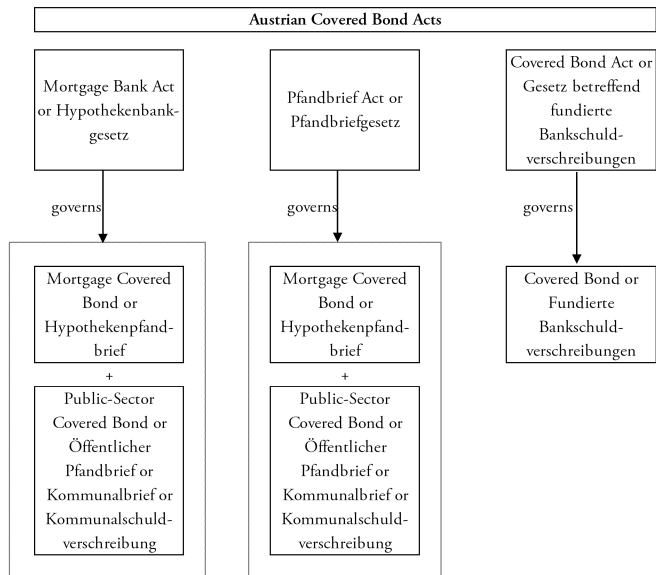 Austrian Covered Bond Acts
Mortgage Bank Act
or Hypothekenbank-
gesetz
Pfandbrief Act or
Pfandbriefgesetz
Covered Bond Act or
Gesetz betreffend
fundierte
Bankschuld-
verschreibungen
governs
governs
governs
Mortgage Covered
Bond or
Hypothekenpfand-
brief
+
Public-Sector
Covered Bond or
Öffentlicher
Pfandbrief or
Kommunalbrief or
Kommunalschuld-
verschreibung
Mortgage Covered
Bond or
Hypothekenpfand-
brief
+
Public-Sector
Covered Bond or
Öffentlicher
Pfandbrief or
Kommunalbrief or
Kommunalschuld-
verschreibung
Covered Bond or
Fundierte
Bankschuld-
verschreibungen